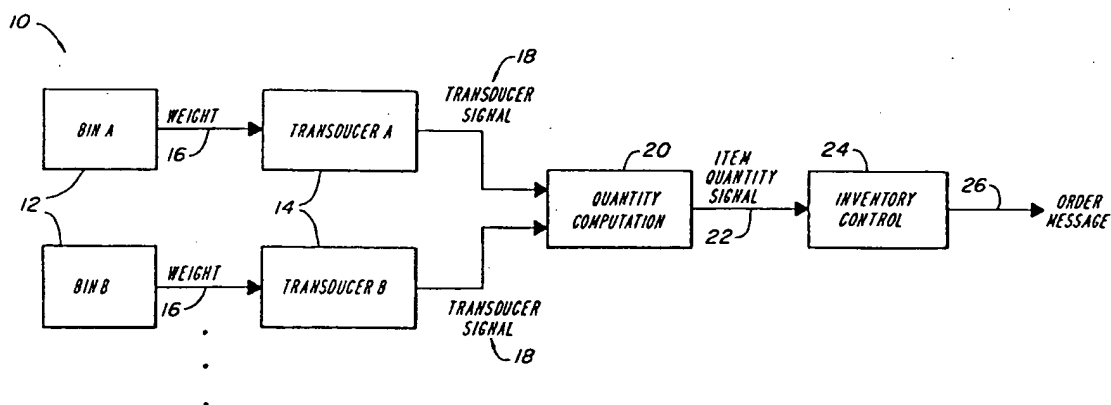 10
18
TRANSDUCER
SIGNAL
BIN A
WEIGHT
16
TRANSDUCER A
12
14
20
QUANTITY
COMPUTATION
ITEM
QUANTITY
SIGNAL
22
24
INVENTORY
CONTROL
26
ORDER
MESSAGE
BIN B
WEIGHT
16
TRANSDUCER B
TRANSDUCER
SIGNAL
18